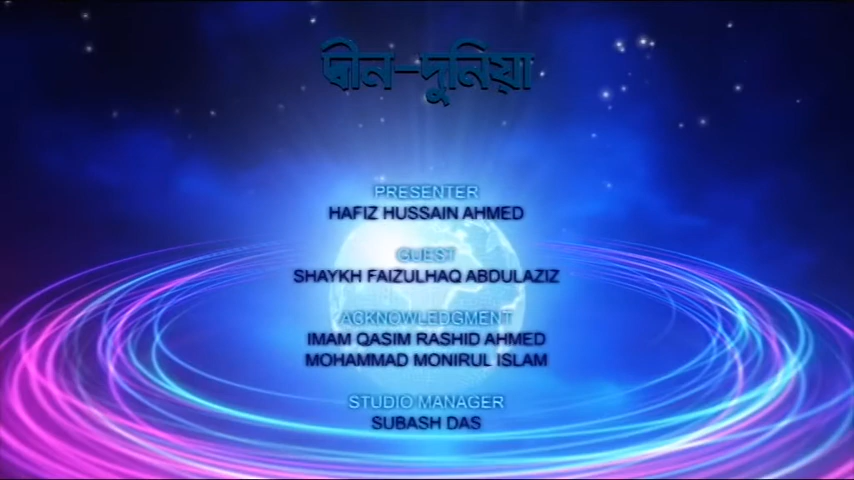 দ্বীন-দুনিয়া
PRESENTER
HAFIZ HUSSAIN AHMED
GUEST
SHAYKH FAIZULHAQ ABDULAZIZ
ACKNOWLEDGMENT
IMAM QASIM RASHID AHMED
MOHAMMAD MONIRUL ISLAM
STUDIO MANAGER
SUBASH DAS